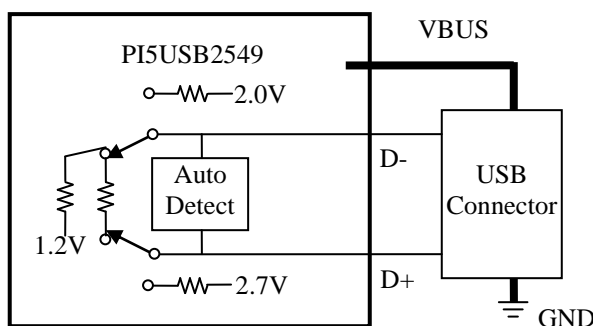 VBUS
PI5USB2549
2.0V
D-
Auto
Detect
USB
Connector
1.2V
2.7V
D+
GND